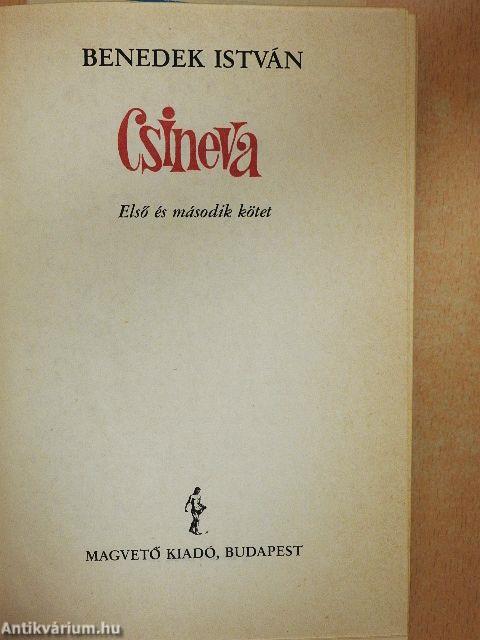 BENEDEK ISTVÁN
Csineva
Első és második kötet
MAGVETŐ KIADÓ, BUDAPEST
Antikvárium.hu